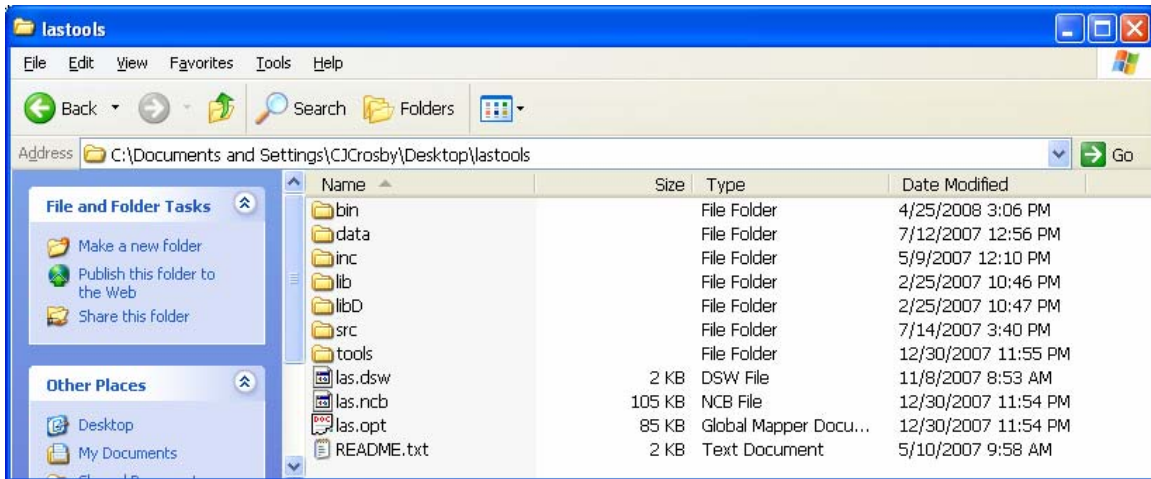 lastools
File Edit View Favorites Tools Help
Back Search Folders
Address C:\Documents and Settings\CJCrosby\Desktop\lastools Go
File and Folder Tasks
Make a new folder
Publish this folder to
the Web
Share this folder
Other Places
Desktop
My Documents
Name Size Type Date Modified
bin File Folder 4/25/2008 3:06 PM
data File Folder 7/12/2007 12:56 PM
inc File Folder 5/9/2007 12:10 PM
lib File Folder 2/25/2007 10:46 PM
libD File Folder 2/25/2007 10:47 PM
src File Folder 7/14/2007 3:40 PM
tools File Folder 12/30/2007 11:55 PM
las.dsw 2 KB DSW File 11/8/2007 8:53 AM
las.ncb 105 KB NCB File 12/30/2007 11:54 PM
las.opt 85 KB Global Mapper Docu... 12/30/2007 11:54 PM
README.txt 2 KB Text Document 5/10/2007 9:58 AM